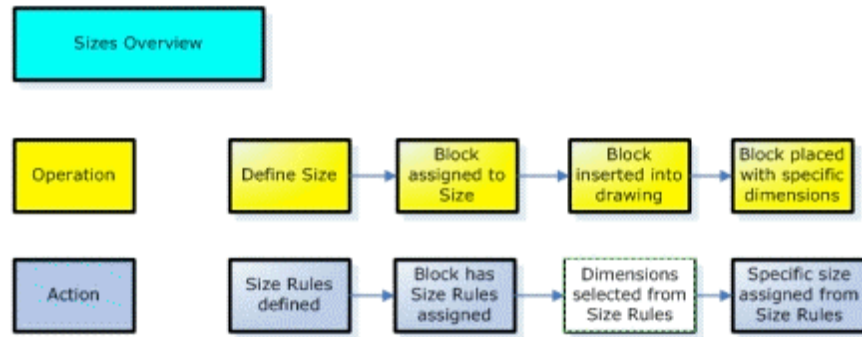 Sizes Overview
Operation
Define Size
Block
assigned to
Size
Block
inserted into
drawing
Block placed
with specific
dimensions
Action
Size Rules
defined
Block has
Size Rules
assigned
Dimensions
selected from
Size Rules
Specific size
assigned from
Size Rules